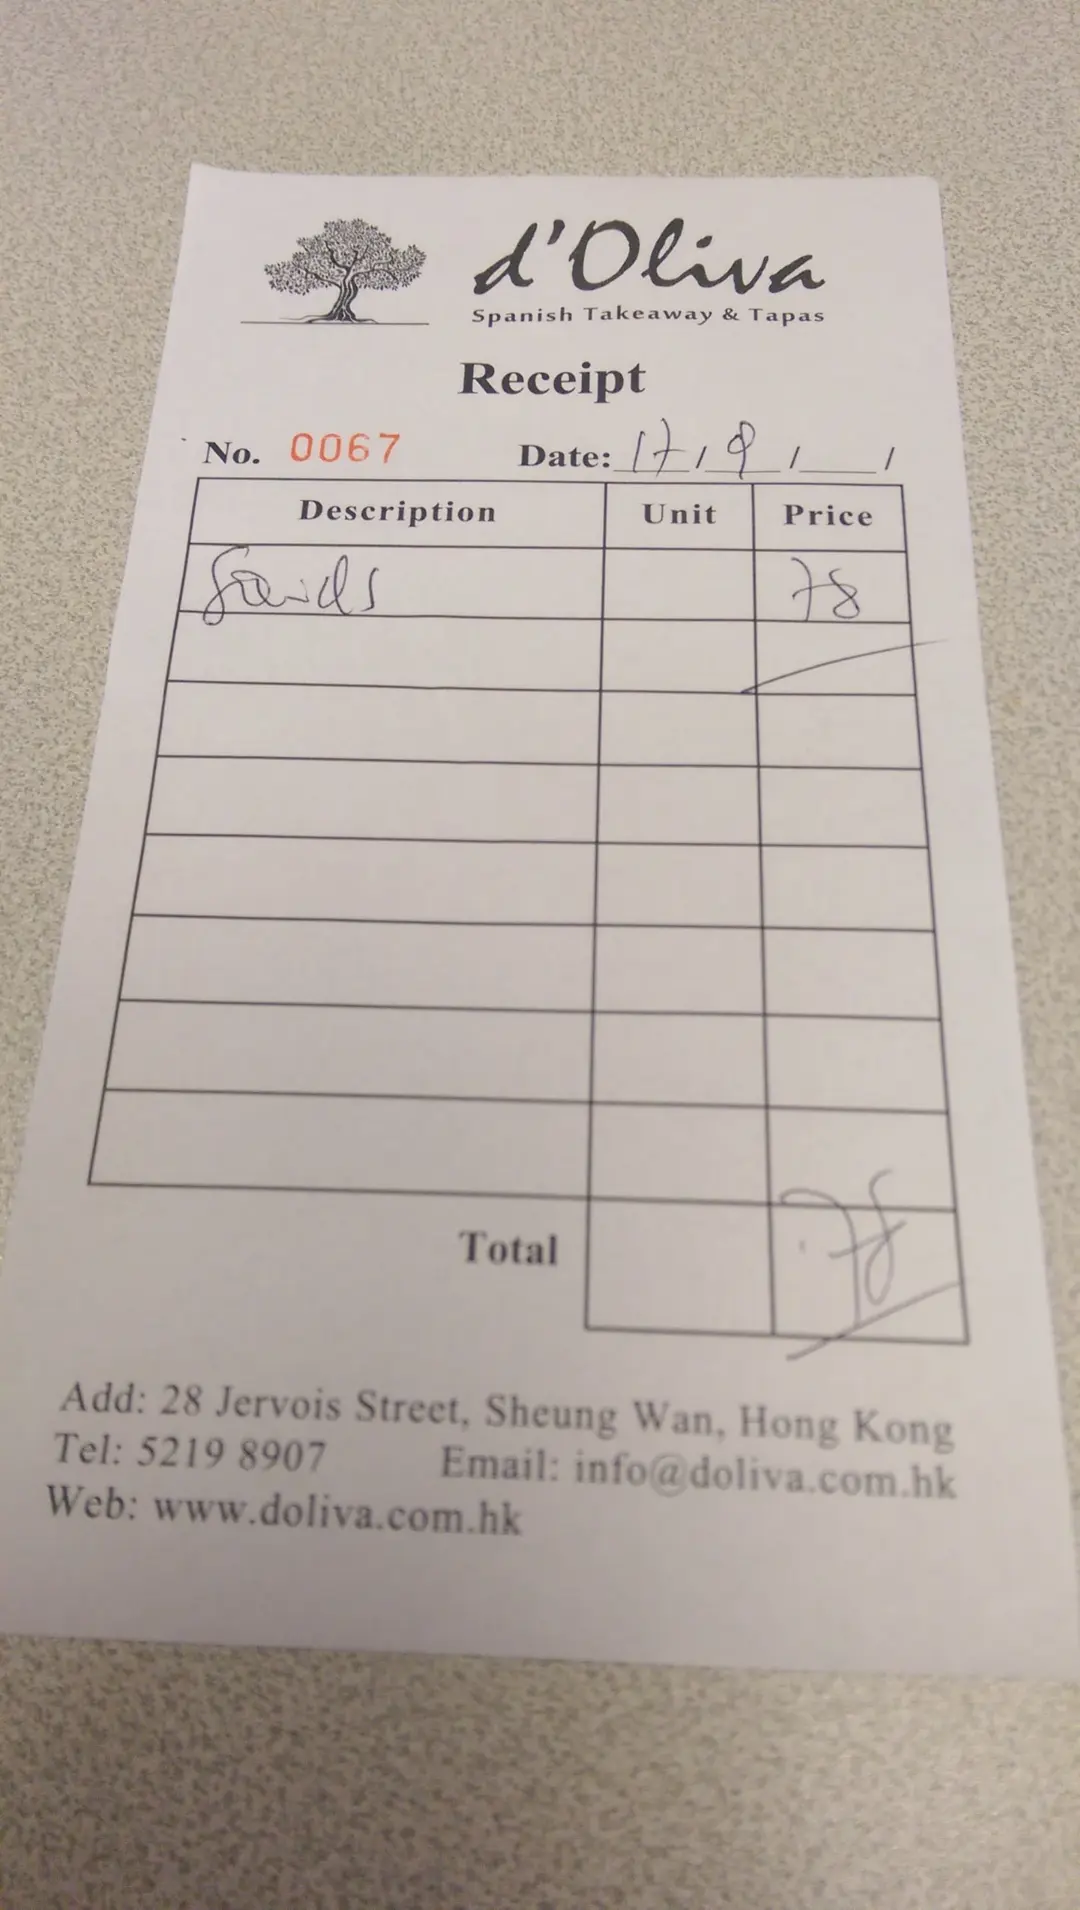 d'Oliva
Spanish Takeaway & Tapas
Receipt
No. 0067 Date: 17, 9, ,
Description Unit Price
78
Total 78
Add: 28 Jervois Street, Sheung Wan, Hong Kong
Tel: 5219 8907 Email: info@doliva.com.hk
Web: www.doliva.com.hk